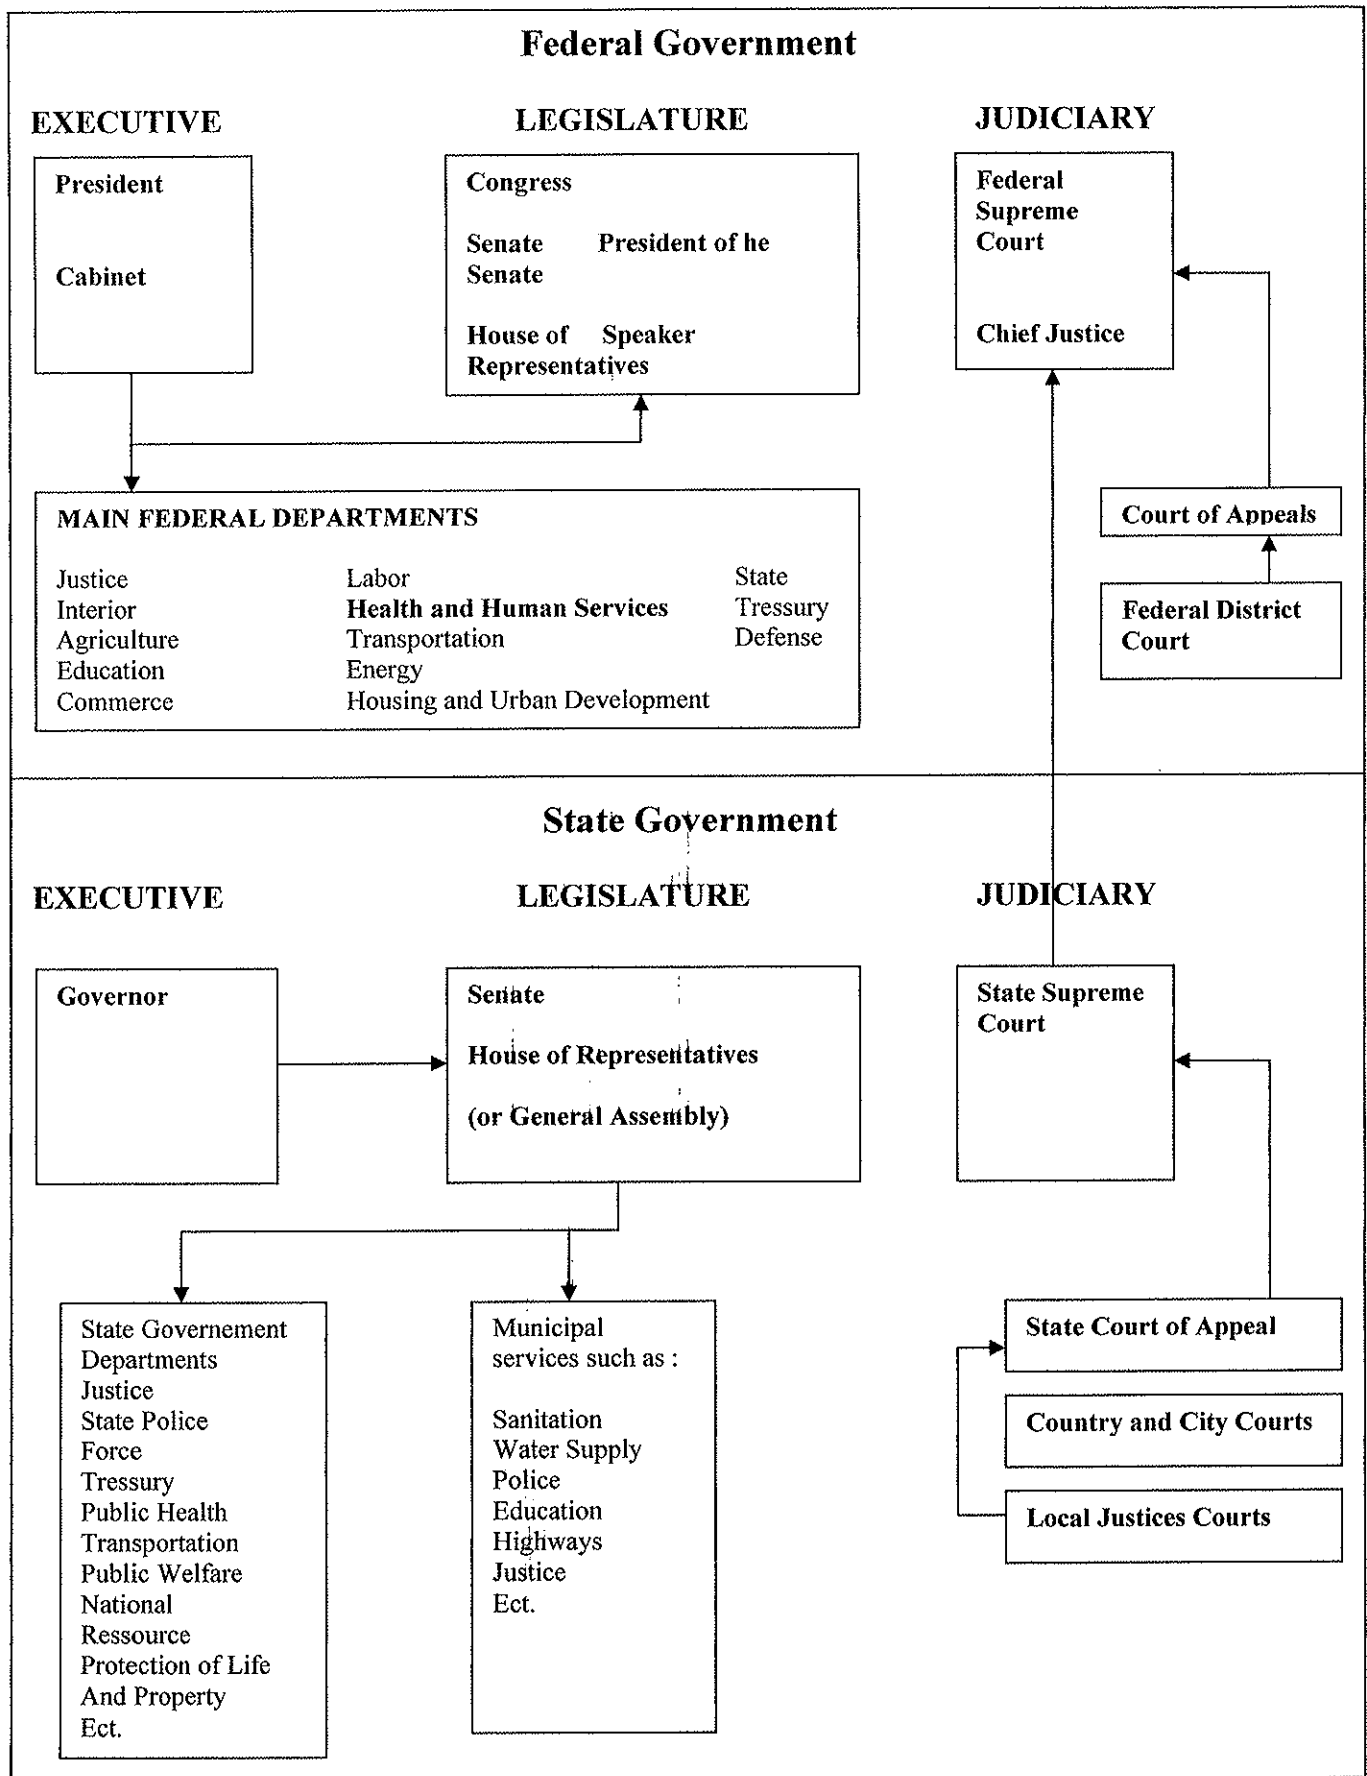 Federal Government
EXECUTIVE
President
Cabinet
LEGISLATURE
Congress
Senate President of he
Senate
House of Speaker
Representatives
JUDICIARY
Federal
Supreme
Court
Chief Justice
MAIN FEDERAL DEPARTMENTS
Justice
Interior
Agriculture
Education
Commerce
Labor
Health and Human Services
Transportation
Energy
Housing and Urban Development
State
Tressury
Defense
Court of Appeals
Federal District
Court
State Government
EXECUTIVE
Governor
LEGISLATURE
Senate
House of Representatives
(or General Assembly)
JUDICIARY
State Supreme
Court
State Governement
Departments
Justice
State Police
Force
Tressury
Public Health
Transportation
Public Welfare
National
Ressource
Protection of Life
And Property
Ect.
Municipal
services such as :
Sanitation
Water Supply
Police
Education
Highways
Justice
Ect.
State Court of Appeal
Country and City Courts
Local Justices Courts